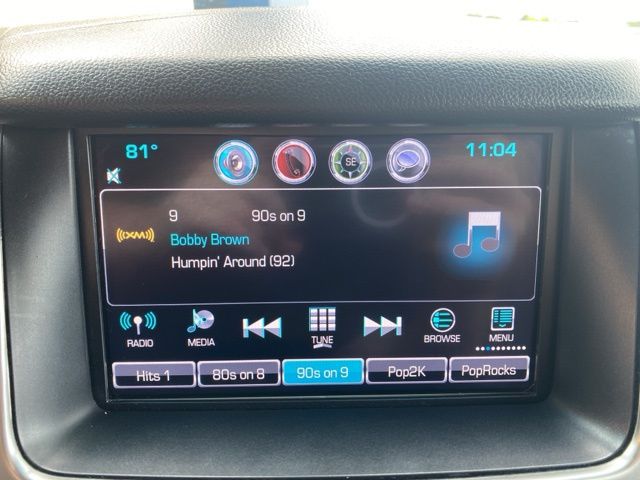 81°
11:04
SE
9 90s on 9
((XM))
Bobby Brown
Humpin' Around (92)
RADIO
MEDIA
TUNE
BROWSE
MENU
Hits 1
80s on 8
90s on 9
Pop2K
PopRocks